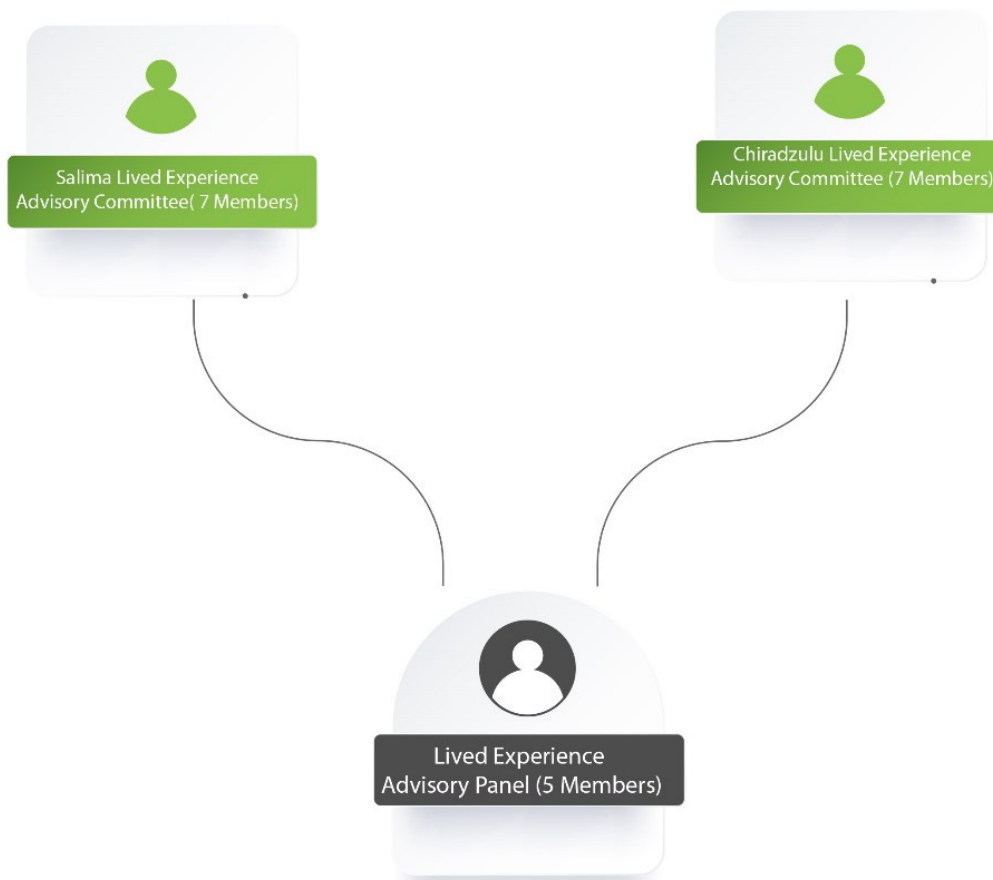 Salima Lived Experience
Advisory Committee( 7 Members)
Chiradzulu Lived Experience
Advisory Committee (7 Members)
Lived Experience
Advisory Panel (5 Members)